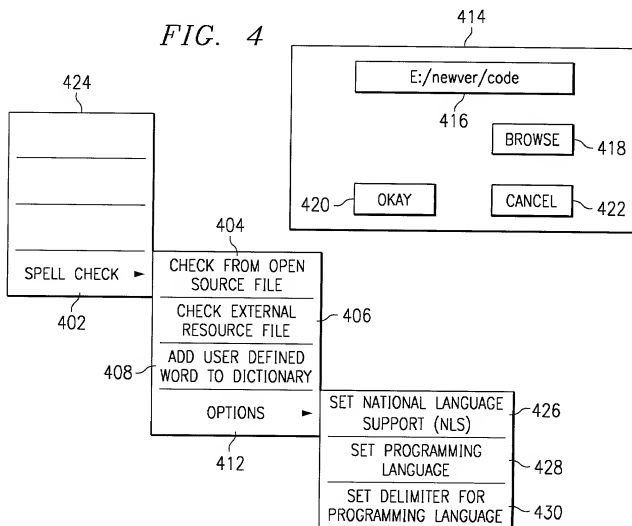 FIG. 4
414
E:/newver/code
416
BROWSE
418
420
OKAY
CANCEL
422
424
SPELL CHECK ►
402
404
CHECK FROM OPEN
SOURCE FILE
CHECK EXTERNAL
RESOURCE FILE
406
408
ADD USER DEFINED
WORD TO DICTIONARY
OPTIONS ►
412
SET NATIONAL LANGUAGE
SUPPORT (NLS)
426
SET PROGRAMMING
LANGUAGE
428
SET DELIMITER FOR
PROGRAMMING LANGUAGE
430